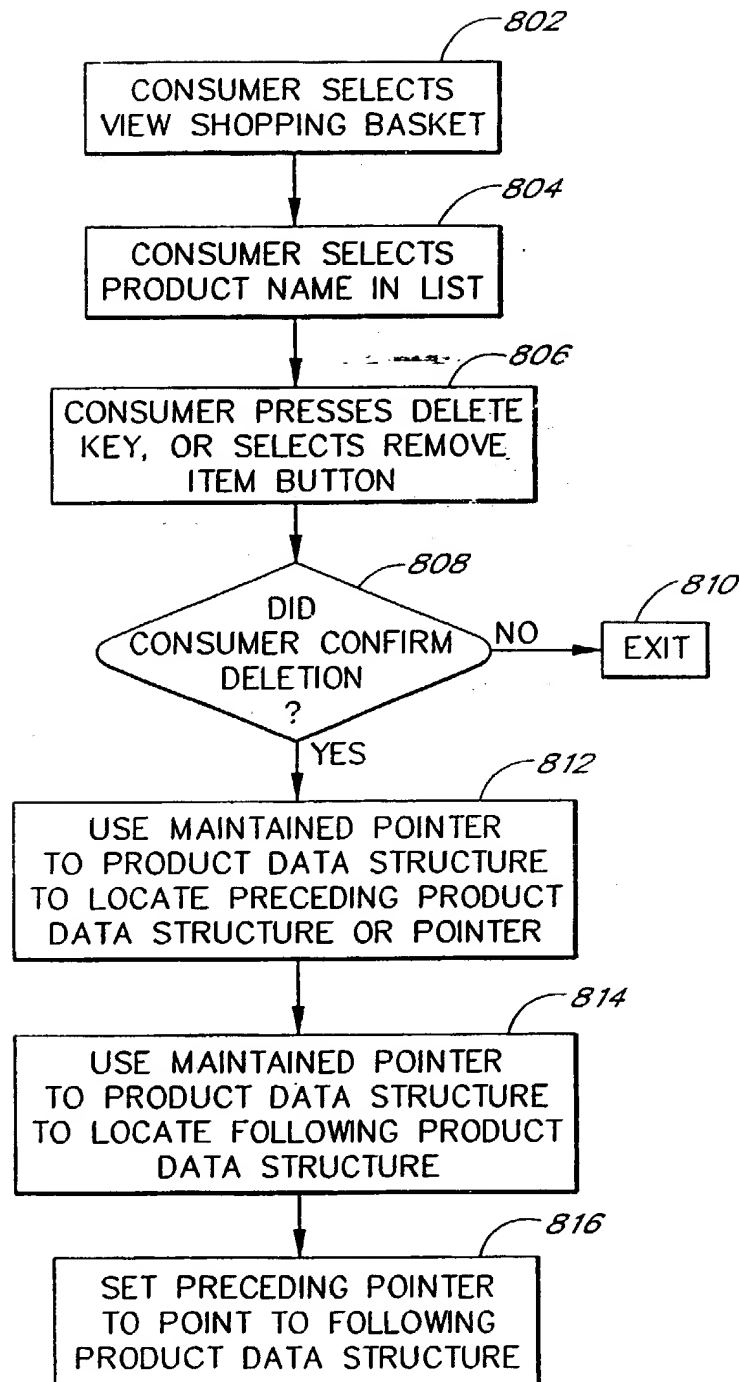 802
CONSUMER SELECTS
VIEW SHOPPING BASKET
804
CONSUMER SELECTS
PRODUCT NAME IN LIST
806
CONSUMER PRESSES DELETE
KEY, OR SELECTS REMOVE
ITEM BUTTON
808
DID
CONSUMER CONFIRM
DELETION
?
NO
810
EXIT
YES
812
USE MAINTAINED POINTER
TO PRODUCT DATA STRUCTURE
TO LOCATE PRECEDING PRODUCT
DATA STRUCTURE OR POINTER
814
USE MAINTAINED POINTER
TO PRODUCT DATA STRUCTURE
TO LOCATE FOLLOWING PRODUCT
DATA STRUCTURE
816
SET PRECEDING POINTER
TO POINT TO FOLLOWING
PRODUCT DATA STRUCTURE